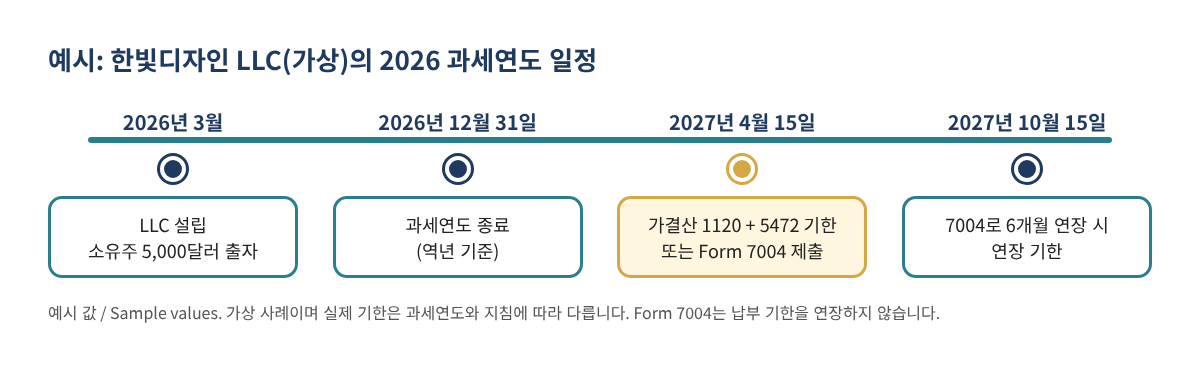 예시: 한빛디자인 LLC(가상)의 2026 과세연도 일정
2026년 3월
2026년 12월 31일
2027년 4월 15일
2027년 10월 15일
LLC 설립
소유주 5,000달러 출자
과세연도 종료
(역년 기준)
가결산 1120 + 5472 기한
또는 Form 7004 제출
7004로 6개월 연장 시
연장 기한
예시 값 / Sample values. 가상 사례이며 실제 기한은 과세연도와 지침에 따라 다릅니다. Form 7004는 납부 기한을 연장하지 않습니다.